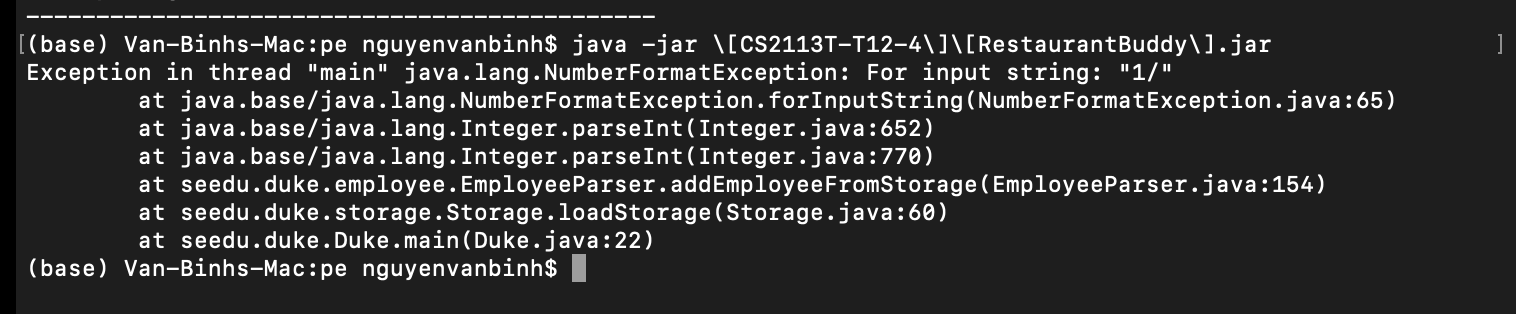 -----------------------------------------------
[(base) Van-Binhs-Mac:pe nguyenvanbinh$ java -jar \[CS2113T-T12-4\]\[RestaurantBuddy\].jar ]
Exception in thread "main" java.lang.NumberFormatException: For input string: "1/"
        at java.base/java.lang.NumberFormatException.forInputString(NumberFormatException.java:65)
        at java.base/java.lang.Integer.parseInt(Integer.java:652)
        at java.base/java.lang.Integer.parseInt(Integer.java:770)
        at seedu.duke.employee.EmployeeParser.addEmployeeFromStorage(EmployeeParser.java:154)
        at seedu.duke.storage.Storage.loadStorage(Storage.java:60)
        at seedu.duke.Duke.main(Duke.java:22)
(base) Van-Binhs-Mac:pe nguyenvanbinh$